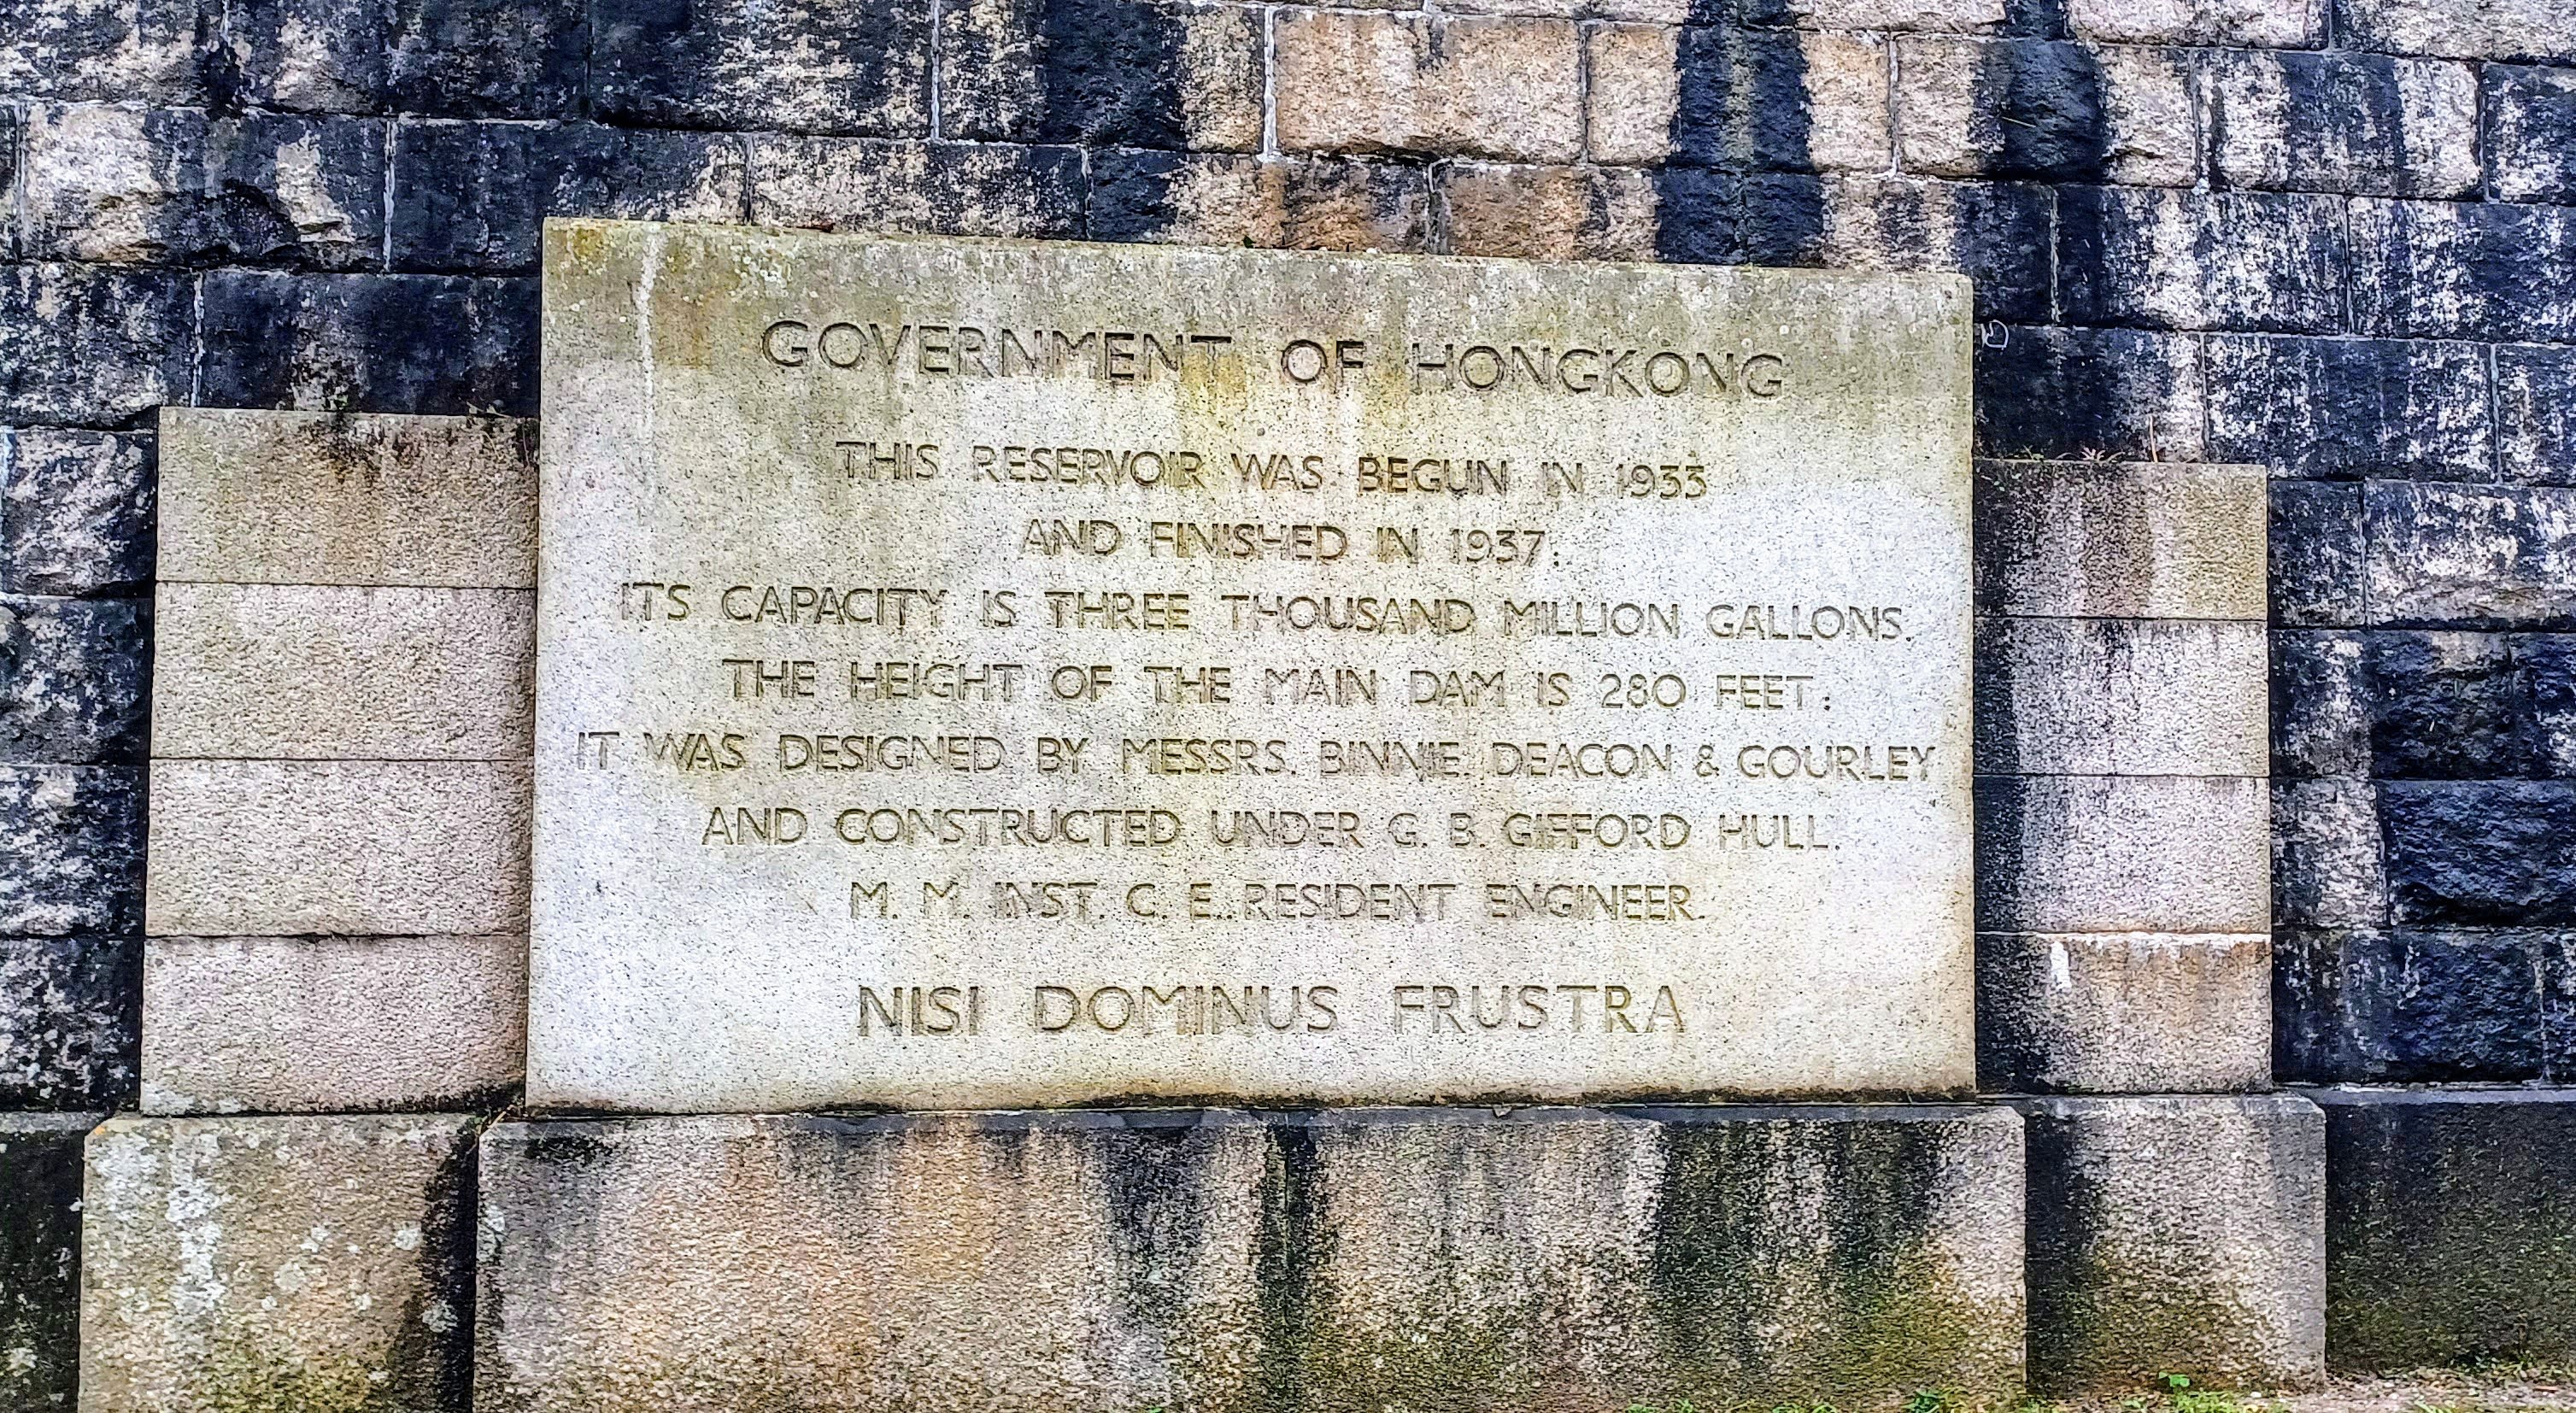 GOVERNMENT OF HONGKONG
THIS RESERVOIR WAS BEGUN IN 1933
AND FINISHED IN 1937:
ITS CAPACITY IS THREE THOUSAND MILLION GALLONS.
THE HEIGHT OF THE MAIN DAM IS 280 FEET:
IT WAS DESIGNED BY MESSRS. BINNIE. DEACON & GOURLEY
AND CONSTRUCTED UNDER G. B. GIFFORD HULL.
M. M. INST. C. E.. RESIDENT ENGINEER.
NISI DOMINUS FRUSTRA